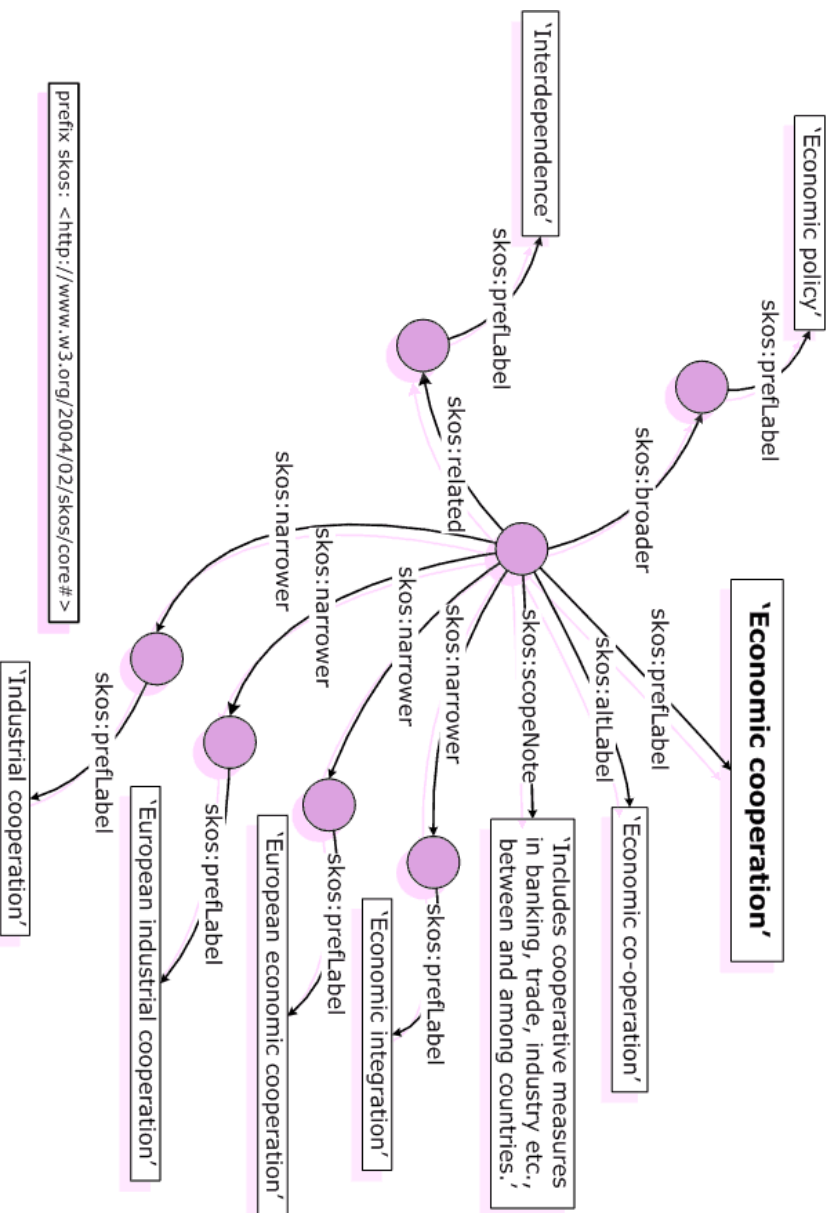 ‘Economic policy’
skos:prefLabel
skos:broader
‘Economic cooperation’
skos:prefLabel
‘Interdependence’
skos:prefLabel
skos:related
skos:altLabel
‘Economic co-operation’
skos:scopeNote
‘Includes cooperative measures
in banking, trade, industry etc.,
between and among countries.’
skos:narrower
skos:prefLabel
‘Economic integration’
skos:narrower
skos:prefLabel
‘European economic cooperation’
skos:narrower
skos:prefLabel
‘European industrial cooperation’
skos:narrower
skos:prefLabel
‘Industrial cooperation’
prefix skos: <http://www.w3.org/2004/02/skos/core#>